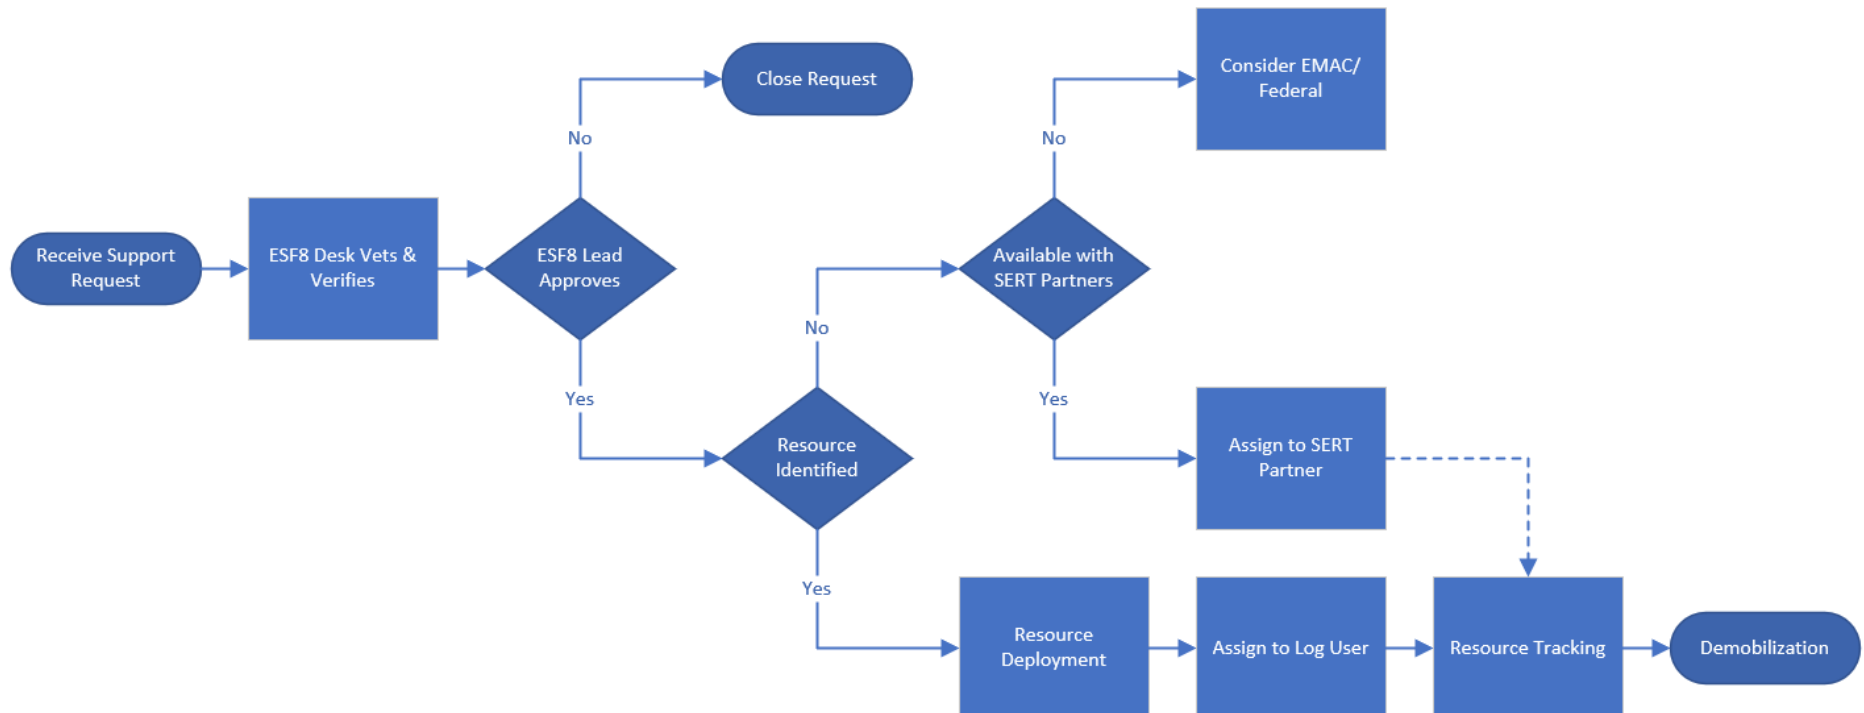 Receive Support
Request
ESF8 Desk Vets &
Verifies
ESF8 Lead
Approves
No
Close Request
Yes
Resource
Identified
No
Available with
SERT Partners
No
Consider EMAC/
Federal
Yes
Assign to SERT
Partner
Yes
Resource
Deployment
Assign to Log User
Resource Tracking
Demobilization